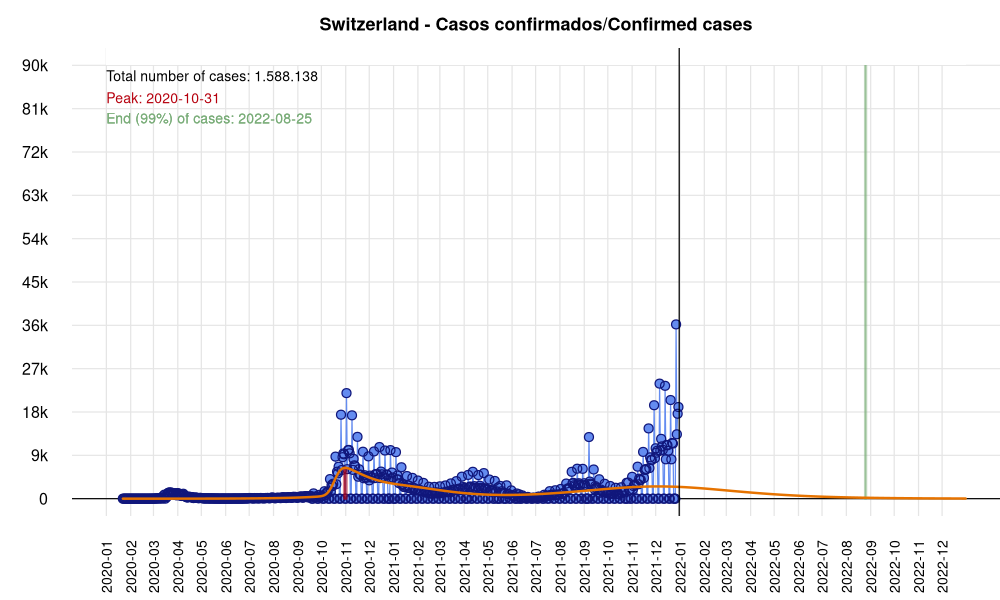 Switzerland - Casos confirmados/Confirmed cases
90k
Total number of cases: 1.588.138
Peak: 2020-10-31
81k
End (99%) of cases: 2022-08-25
72k
63k
54k
45k
36k
27k
18k
9k
0
2020-01
2020-02
2020-03
2020-04
2020-05
2020-06
2020-07
2020-08
2020-09
2020-10
2020-11
2020-12
2021-01
2021-02
2021-03
2021-04
2021-05
2021-06
2021-07
2021-08
2021-09
2021-10
2021-11
2021-12
2022-01
2022-02
2022-03
2022-04
2022-05
2022-06
2022-07
2022-08
2022-09
2022-10
2022-11
2022-12